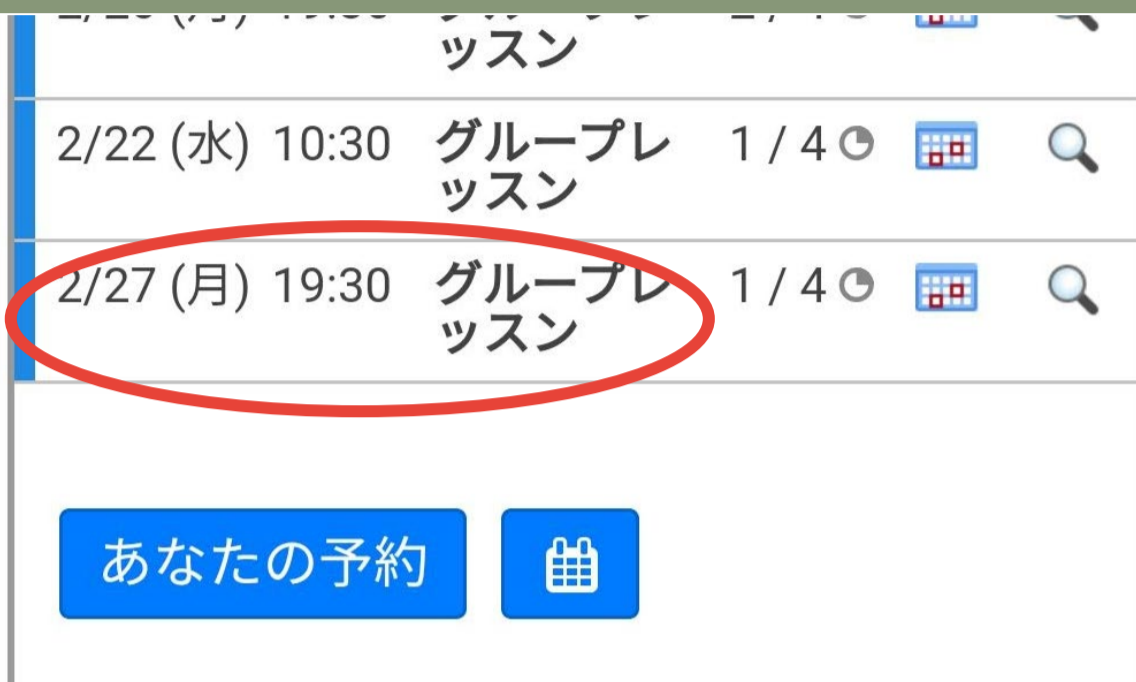 ッスン
2/22 (水) 10:30 グループレ 1 / 4
ッスン
2/27 (月) 19:30 グループレ 1 / 4
ッスン
あなたの予約